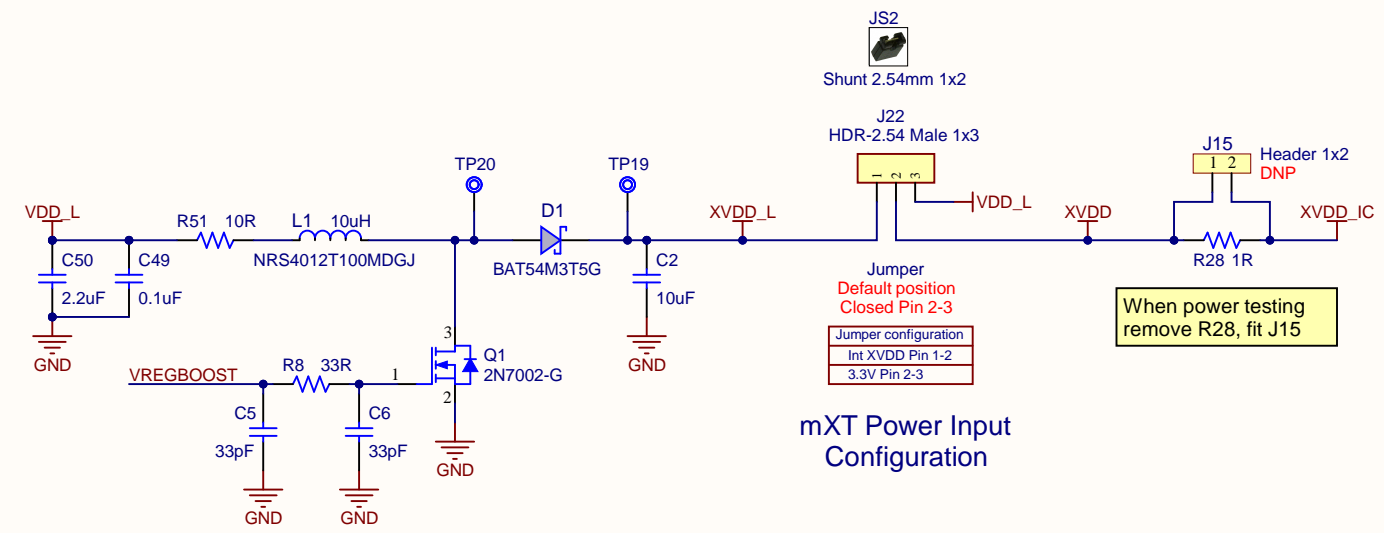 JS2
Shunt 2.54mm 1x2
J22
HDR-2.54 Male 1x3
1 2 3
VDD_L
J15
1 2
Header 1x2
DNP
TP20
TP19
VDD_L
R51 10R
L1 10uH
NRS4012T100MDGJ
D1
BAT54M3T5G
XVDD_L
XVDD
XVDD_IC
R28 1R
C50
2.2uF
C49
0.1uF
GND
C2
10uF
GND
Jumper
Default position
Closed Pin 2-3
Jumper configuration
Int XVDD Pin 1-2
3.3V Pin 2-3
When power testing
remove R28, fit J15
VREGBOOST
R8 33R
1
3
2
Q1
2N7002-G
GND
C5
33pF
GND
C6
33pF
GND
mXT Power Input
Configuration